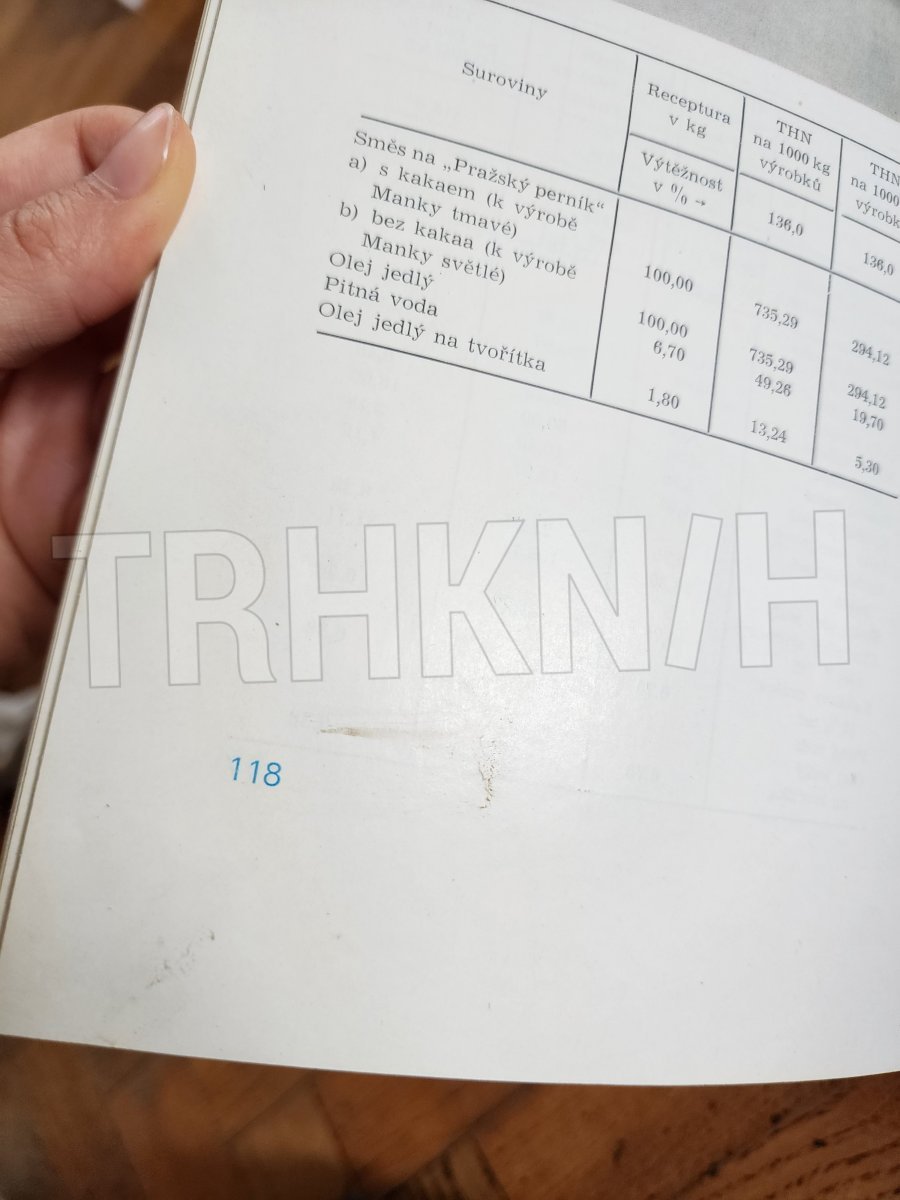 Suroviny
Receptura
v kg
Výtěžnost
v % →
THN
na 1000 kg
výrobků
136,0
THN
na 1000
136,0
Směs na „Pražský perník“
a) s kakaem (k výrobě
Manky tmavé)
100,00 735,29 294,12
b) bez kakaa (k výrobě
Manky světlé)
100,00 735,29 294,12
Olej jedlý 6,70 49,26 19,70
Pitná voda
Olej jedlý na tvořítka 1,80 13,24 5,30
TRHKNIH
118